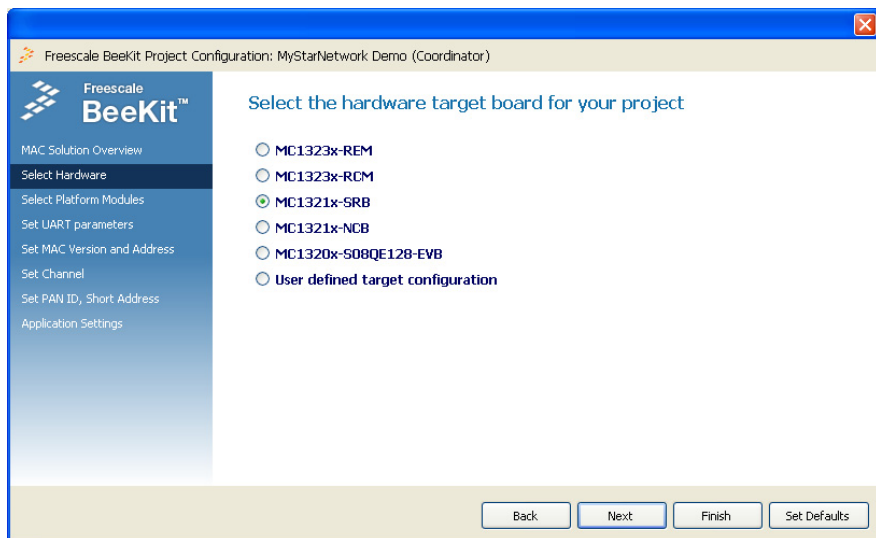 Freescale BeeKit Project Configuration: MyStarNetwork Demo (Coordinator)
Freescale
BeeKit™
MAC Solution Overview
Select Hardware
Select Platform Modules
Set UART parameters
Set MAC Version and Address
Set Channel
Set PAN ID, Short Address
Application Settings
Select the hardware target board for your project
MC1323x-REM
MC1323x-RCM
MC1321x-SRB
MC1321x-NCB
MC1320x-S08QE128-EVB
User defined target configuration
Back Next Finish Set Defaults